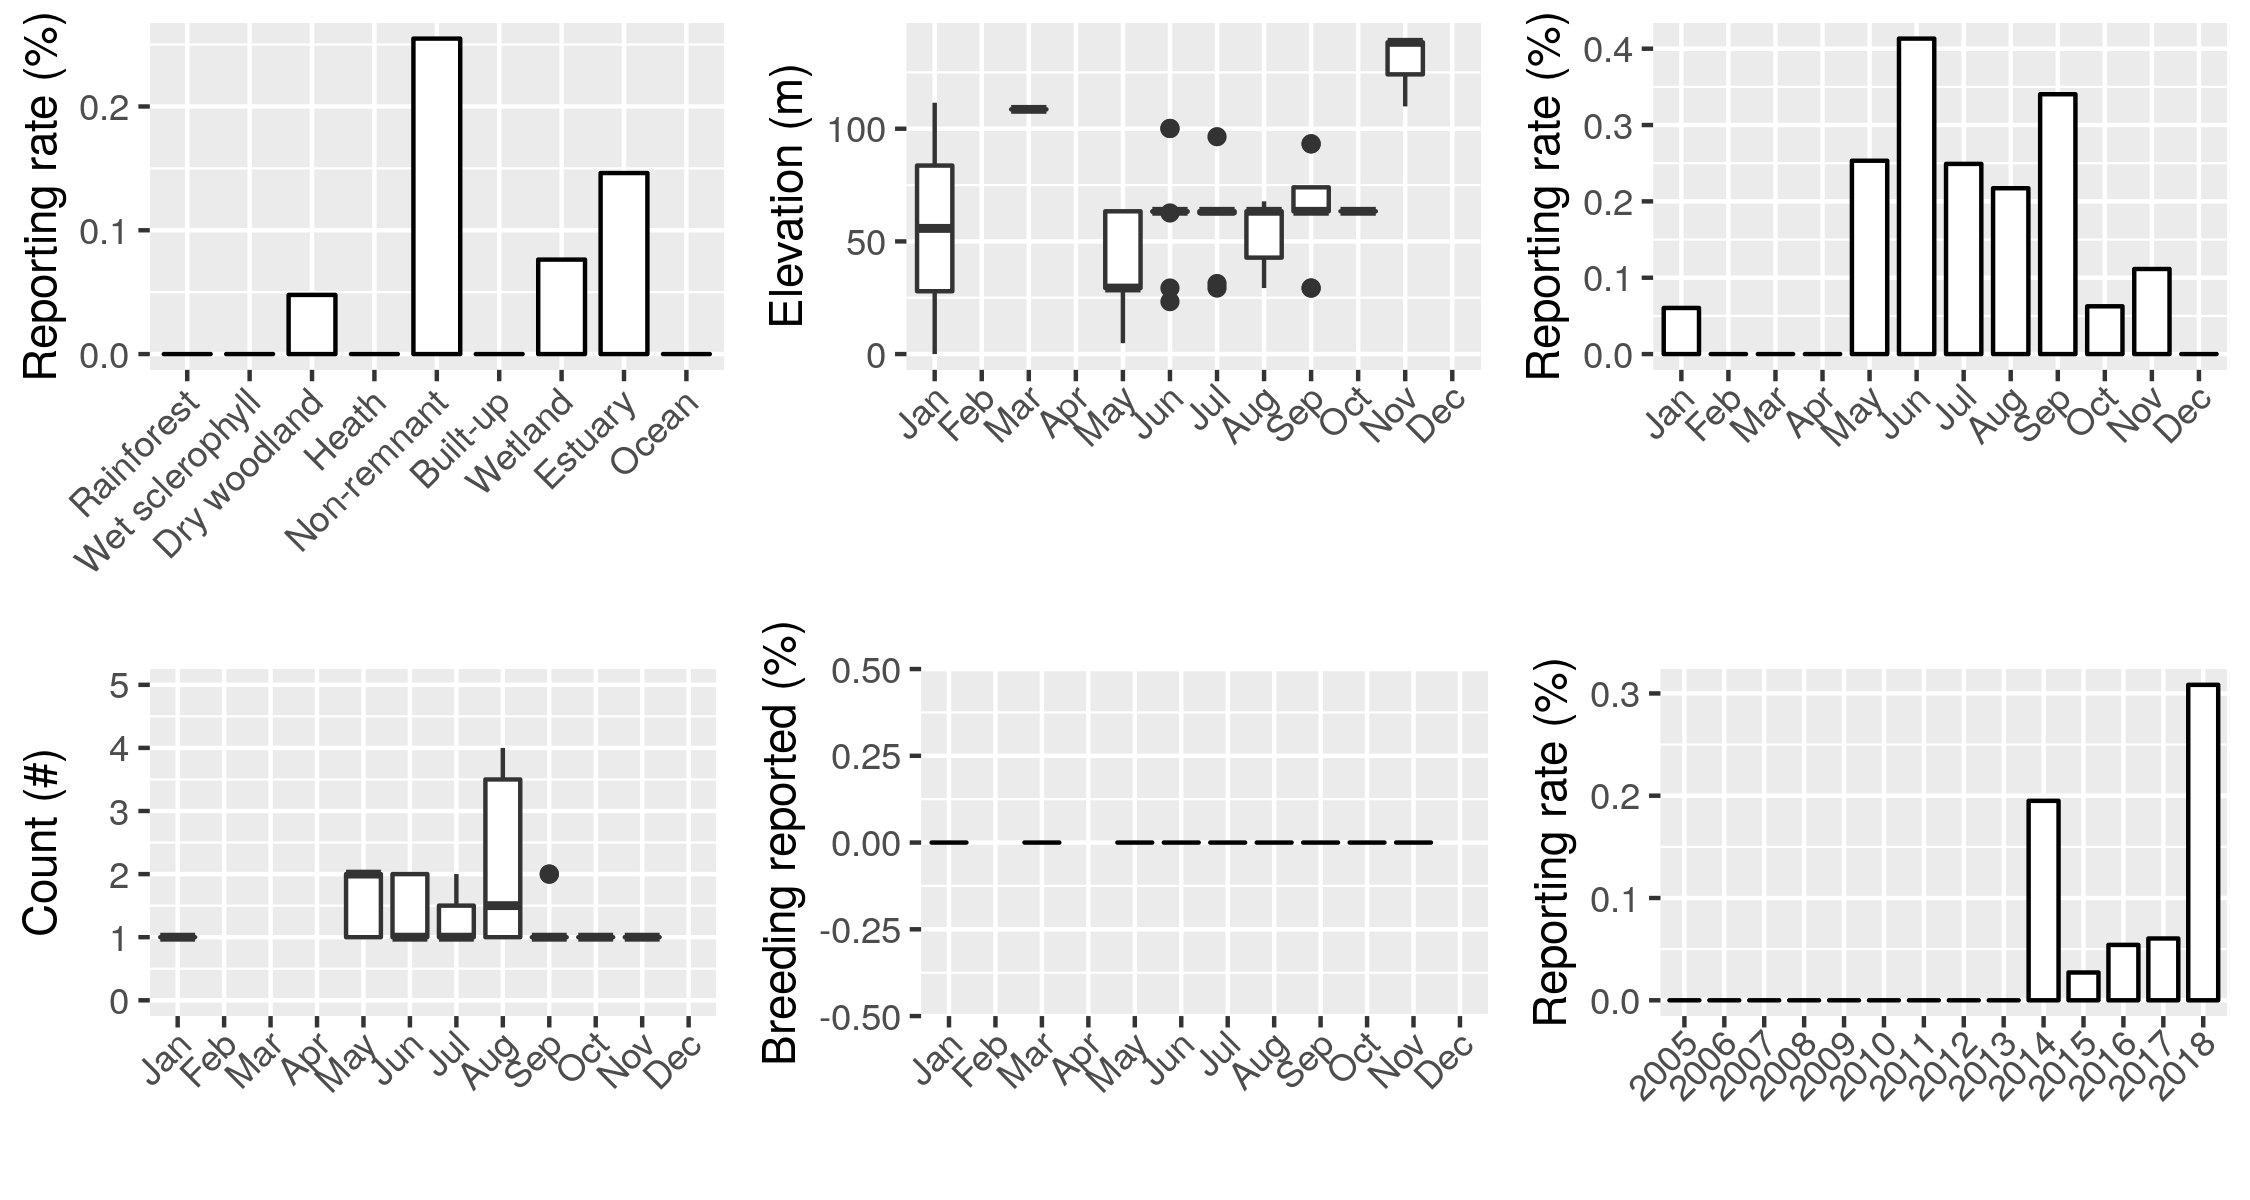 Reporting rate (%)
0.2
0.1
0.0
Rainforest
Wet sclerophyll
Dry woodland
Heath
Non-remnant
Built-up
Wetland
Estuary
Ocean
Elevation (m)
100
50
0
Jan
Feb
Mar
Apr
May
Jun
Jul
Aug
Sep
Oct
Nov
Dec
Reporting rate (%)
0.4
0.3
0.2
0.1
0.0
Jan
Feb
Mar
Apr
May
Jun
Jul
Aug
Sep
Oct
Nov
Dec
Count (#)
5
4
3
2
1
0
Jan
Feb
Mar
Apr
May
Jun
Jul
Aug
Sep
Oct
Nov
Dec
Breeding reported (%)
0.50
0.25
0.00
-0.25
-0.50
Jan
Feb
Mar
Apr
May
Jun
Jul
Aug
Sep
Oct
Nov
Dec
Reporting rate (%)
0.3
0.2
0.1
0.0
2005
2006
2007
2008
2009
2010
2011
2012
2013
2014
2015
2016
2017
2018